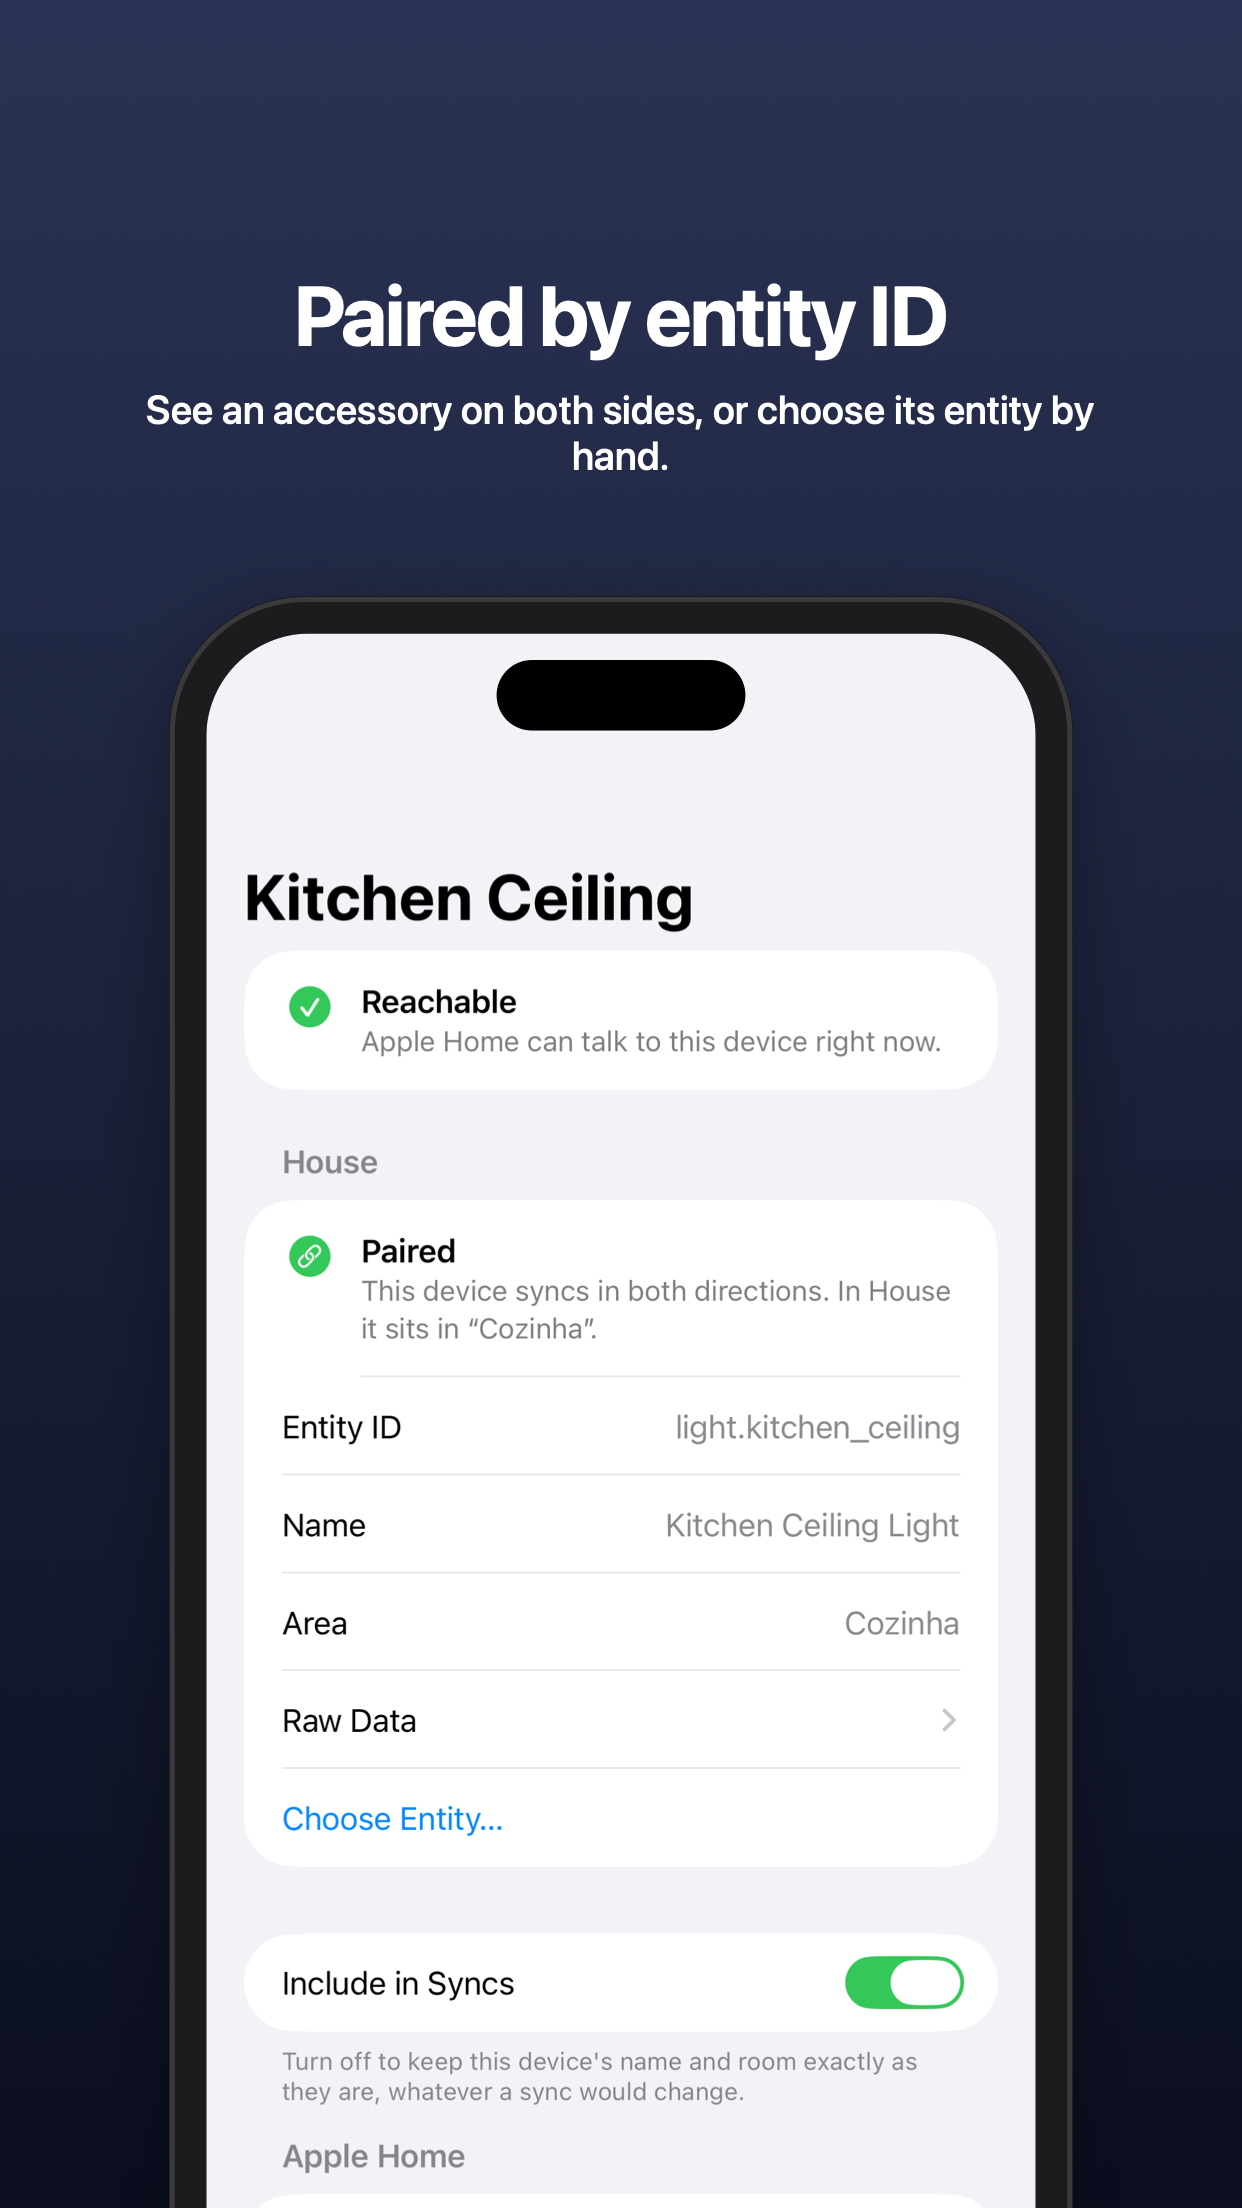 Paired by entity ID
See an accessory on both sides, or choose its entity by
hand.
Kitchen Ceiling
Reachable
Apple Home can talk to this device right now.
House
Paired
This device syncs in both directions. In House
it sits in “Cozinha”.
Entity ID
light.kitchen_ceiling
Name
Kitchen Ceiling Light
Area
Cozinha
Raw Data
Choose Entity...
Include in Syncs
Turn off to keep this device's name and room exactly as
they are, whatever a sync would change.
Apple Home